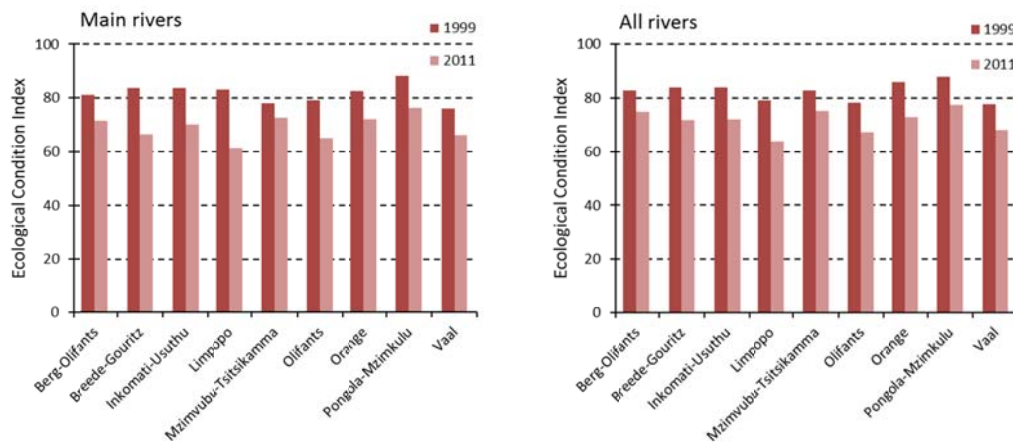 Main rivers
1999
2011
Ecological Condition Index
100
80
60
40
20
0
Berg-Olifants
Breede-Gouritz
Inkomati-Usuthu
Limpopo
Mzimvubu-Tsitsikamma
Olifants
Orange
Pongola-Mzimkulu
Vaal
All rivers
1999
2011
Ecological Condition Index
100
80
60
40
20
0
Berg-Olifants
Breede-Gouritz
Inkomati-Usuthu
Limpopo
Mzimvubu-Tsitsikamma
Olifants
Orange
Pongola-Mzimkulu
Vaal